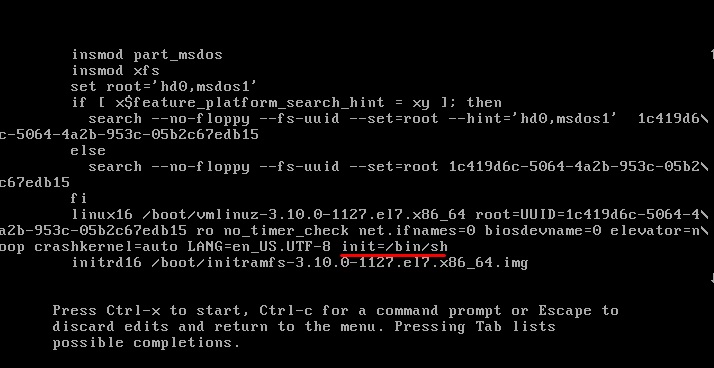 insmod part_msdos
insmod xfs
set root='hd0,msdos1'
if [ x$feature_platform_search_hint = xy ]; then
search --no-floppy --fs-uuid --set=root --hint='hd0,msdos1'  1c419d6\
c-5064-4a2b-953c-05b2c67edb15
else
search --no-floppy --fs-uuid --set=root 1c419d6c-5064-4a2b-953c-05b2\
c67edb15
fi
linux16 /boot/vmlinuz-3.10.0-1127.el7.x86_64 root=UUID=1c419d6c-5064-4\
a2b-953c-05b2c67edb15 ro no_timer_check net.ifnames=0 biosdevname=0 elevator=n\
oop crashkernel=auto LANG=en_US.UTF-8 init=/bin/sh
initrd16 /boot/initramfs-3.10.0-1127.el7.x86_64.img
Press Ctrl-x to start, Ctrl-c for a command prompt or Escape to
discard edits and return to the menu. Pressing Tab lists
possible completions.